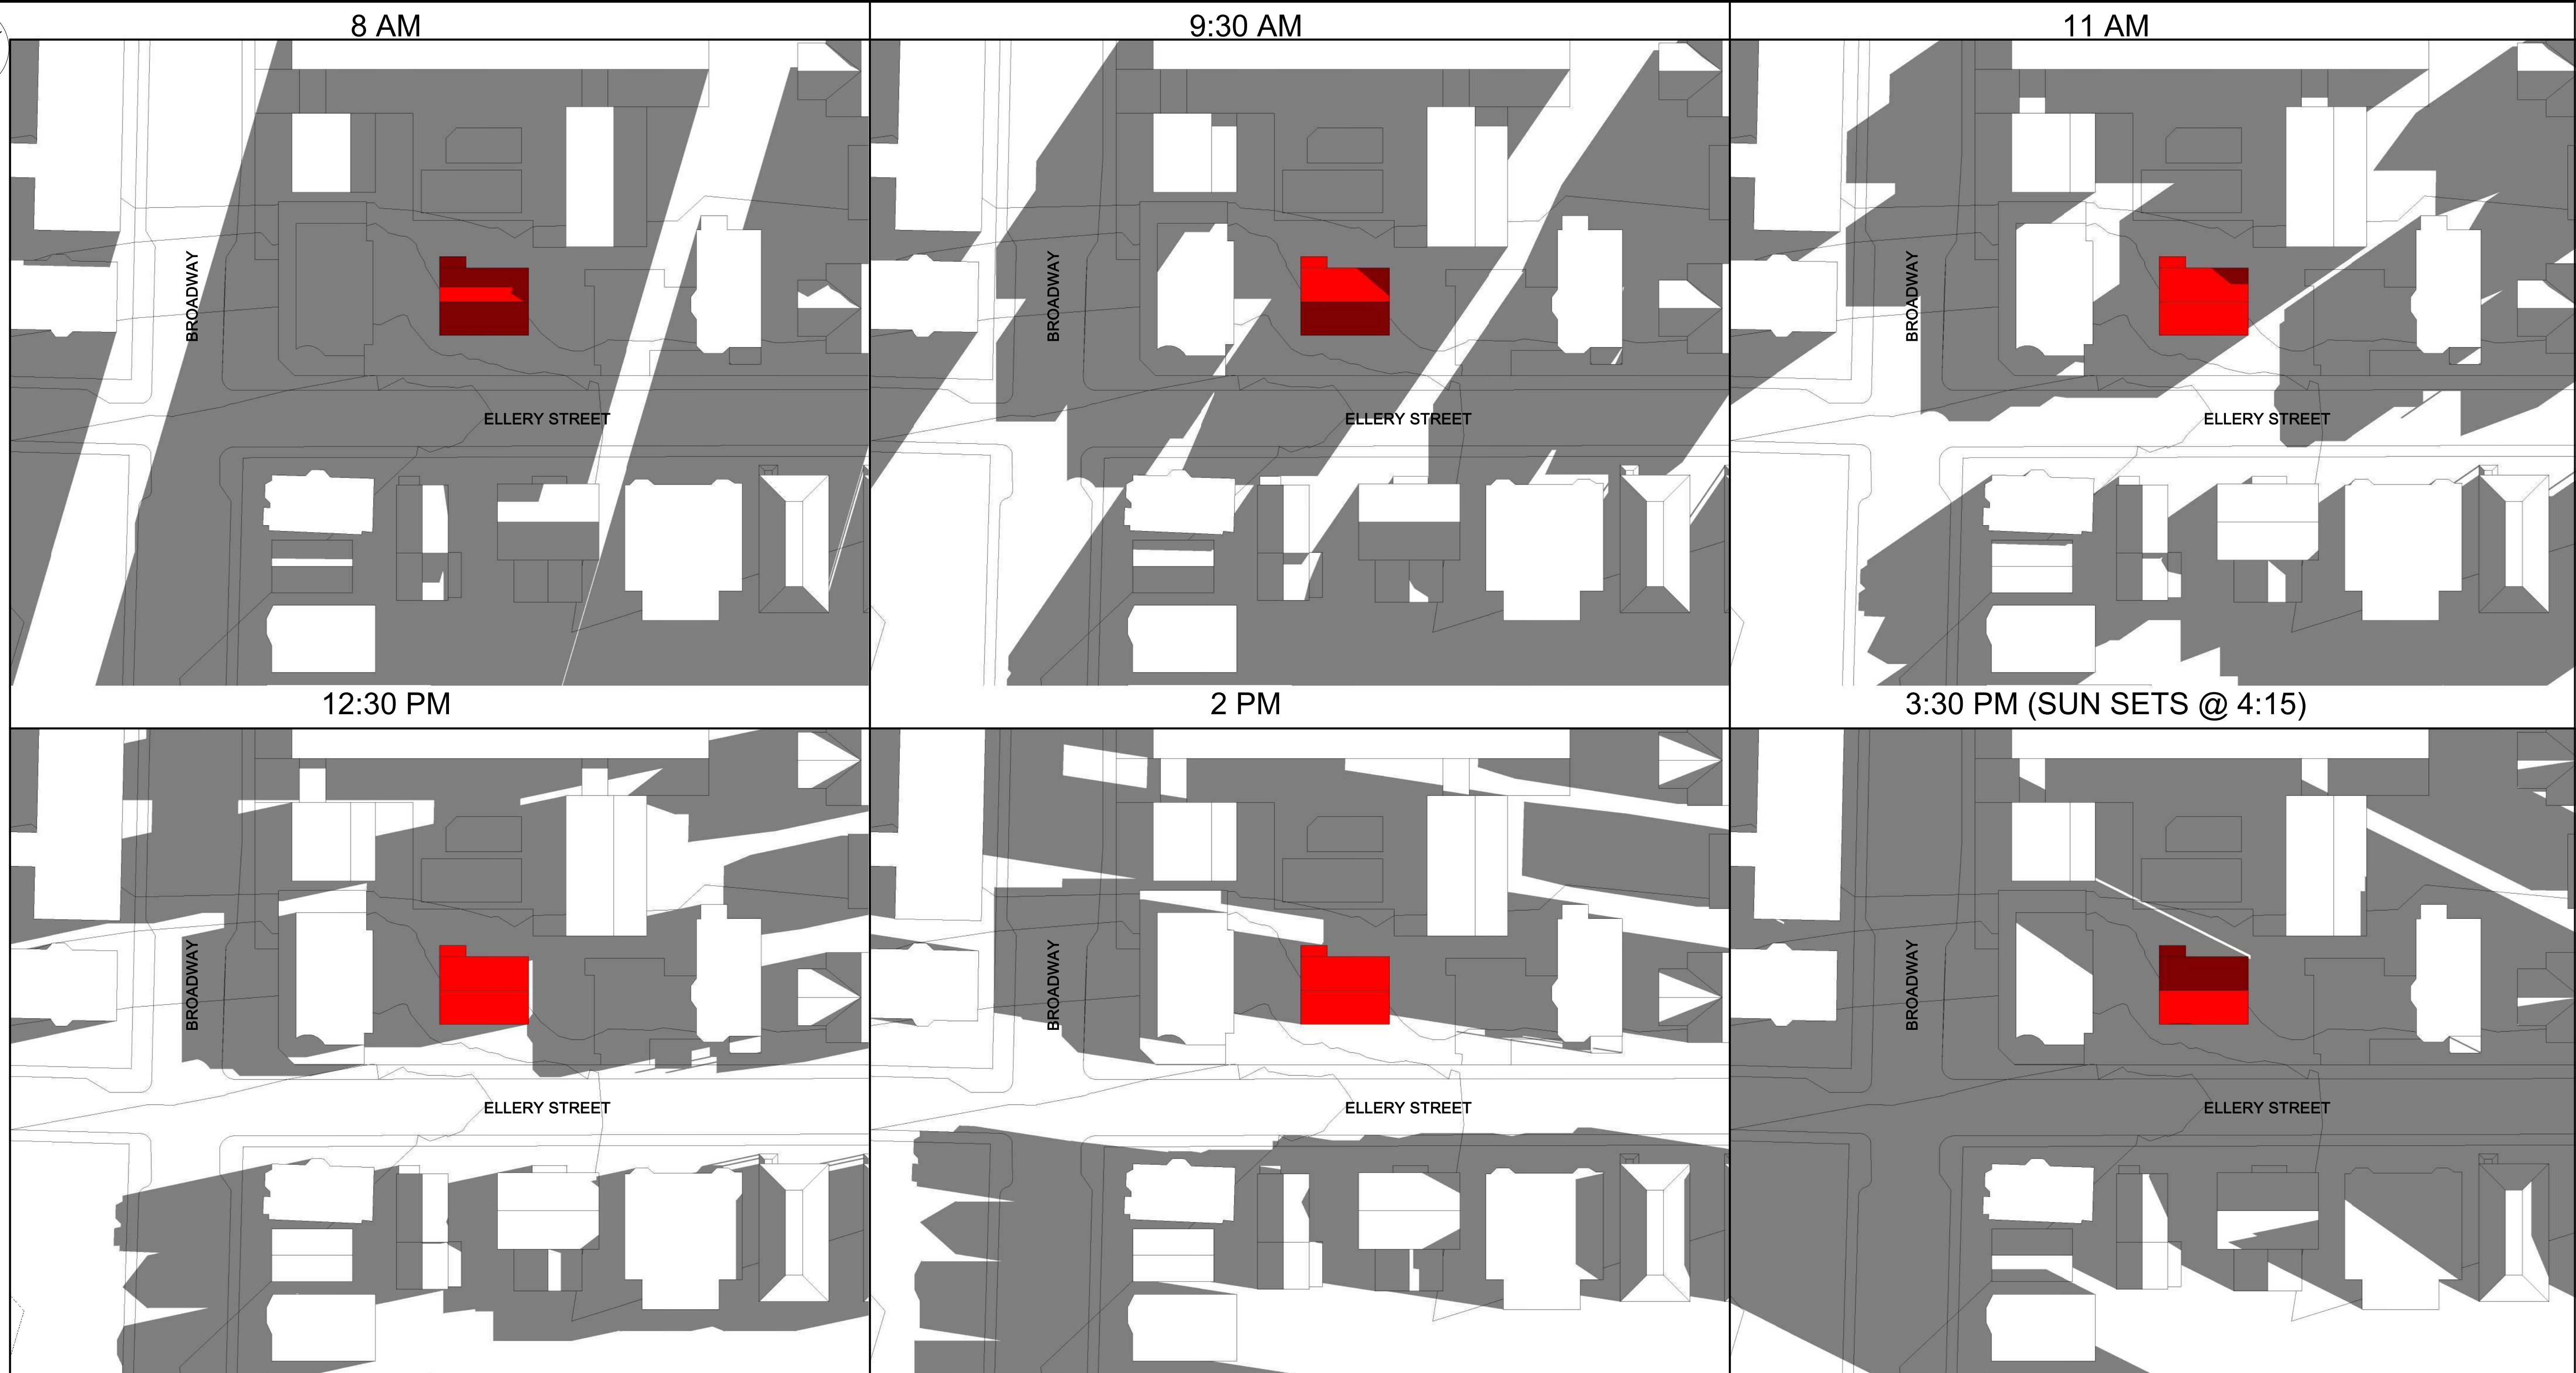 8 AM
9:30 AM
11 AM
BROADWAY
BROADWAY
BROADWAY
ELLERY STREET
ELLERY STREET
ELLERY STREET
12:30 PM
2 PM
3:30 PM (SUN SETS @ 4:15)
BROADWAY
BROADWAY
BROADWAY
ELLERY STREET
ELLERY STREET
ELLERY STREET